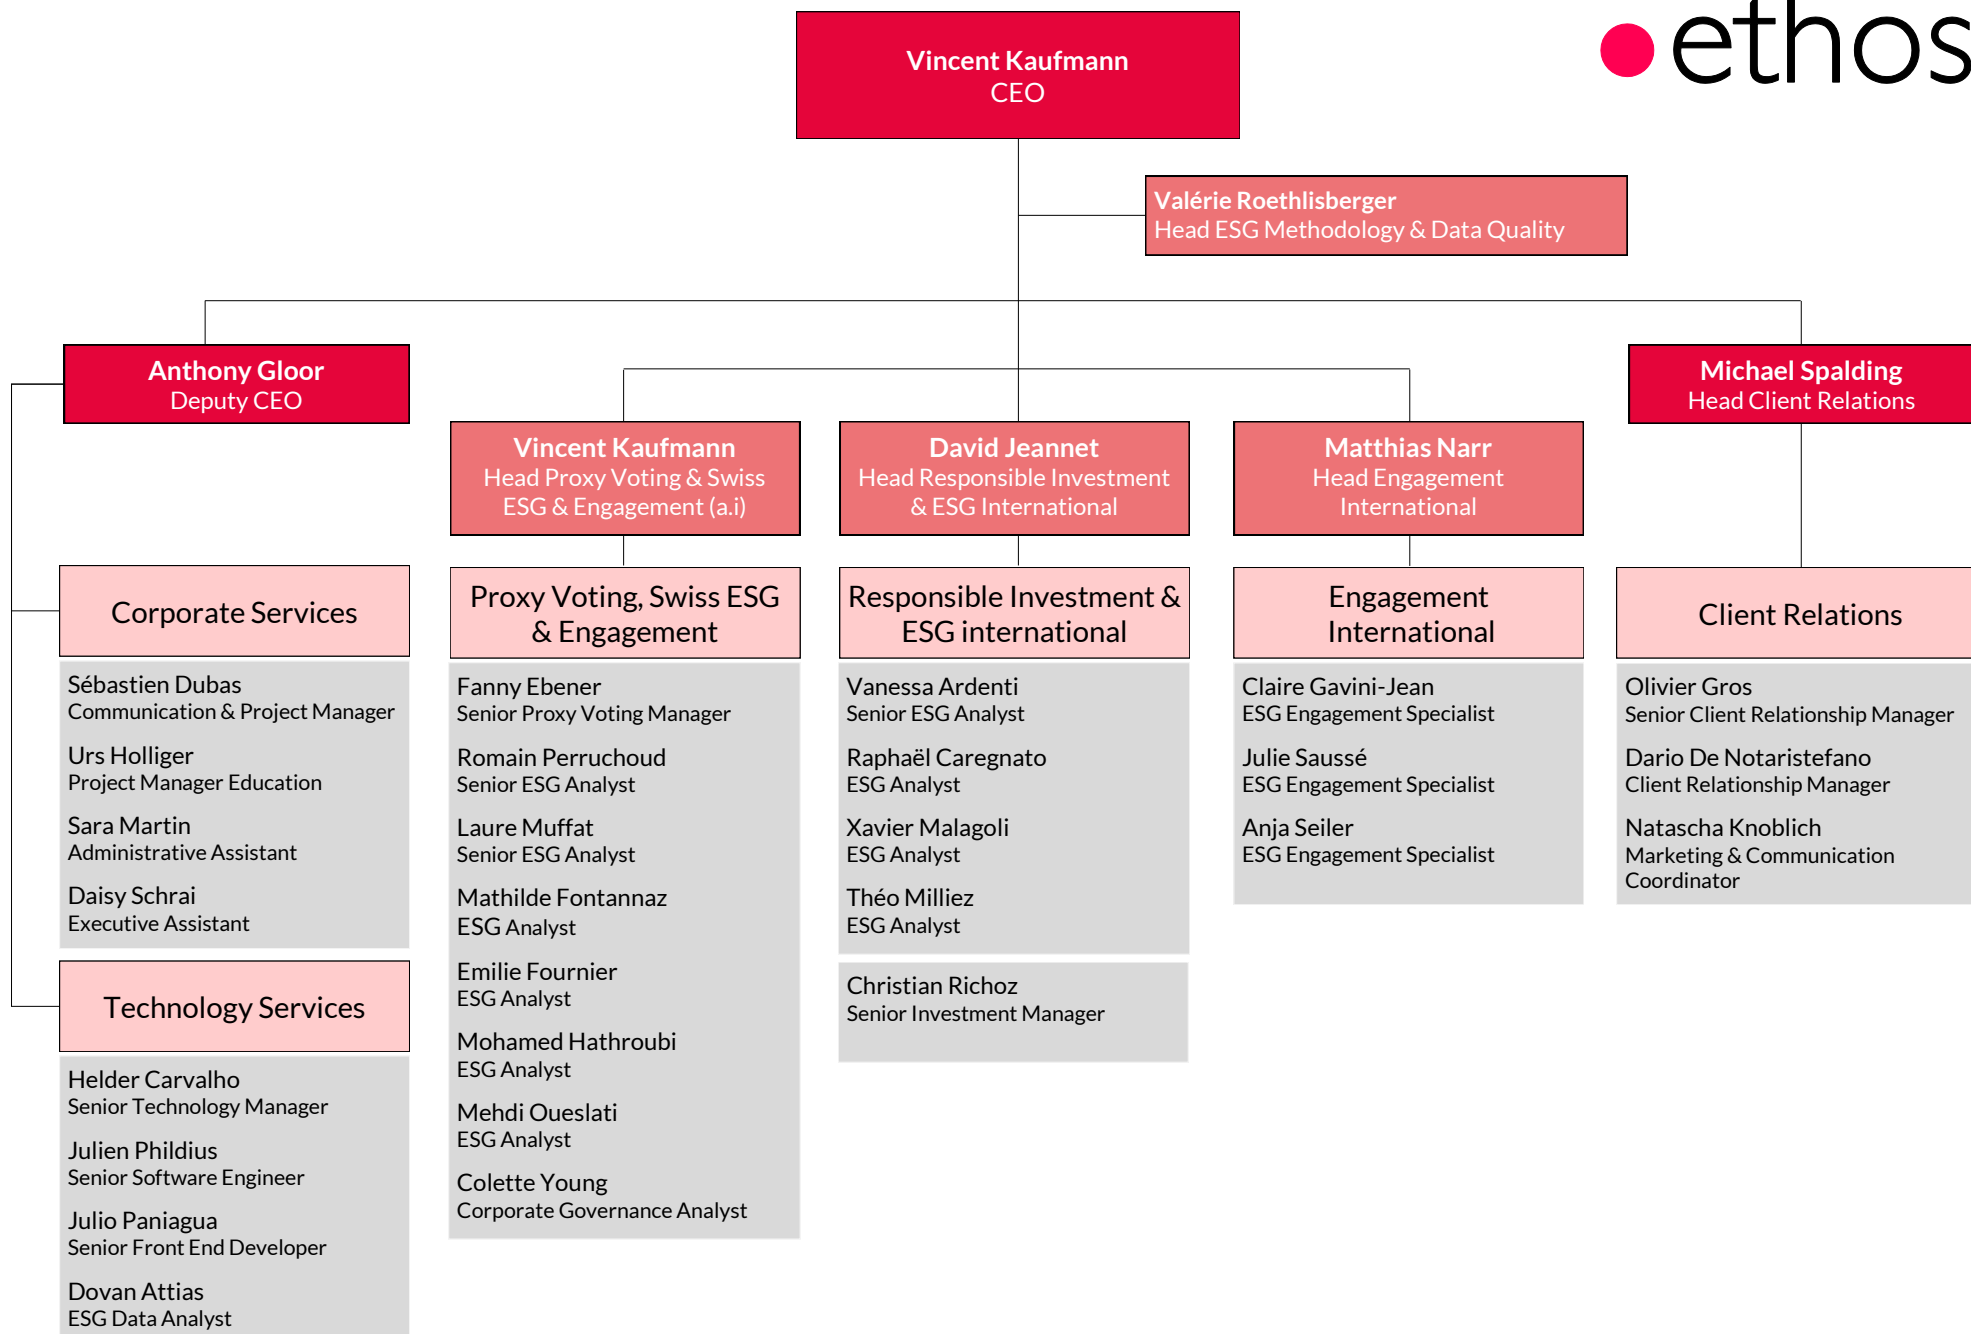 ethos
Vincent Kaufmann
CEO
Valérie Roethlisberger
Head ESG Methodology & Data Quality
Anthony Gloor
Deputy CEO
Michael Spalding
Head Client Relations
Vincent Kaufmann
Head Proxy Voting & Swiss
ESG & Engagement (a.i)
David Jeannet
Head Responsible Investment
& ESG International
Matthias Narr
Head Engagement
International
Corporate Services
Sébastien Dubas
Communication & Project Manager
Urs Holliger
Project Manager Education
Sara Martin
Administrative Assistant
Daisy Schrai
Executive Assistant
Technology Services
Helder Carvalho
Senior Technology Manager
Julien Phildius
Senior Software Engineer
Julio Paniagua
Senior Front End Developer
Dovan Attias
ESG Data Analyst
Proxy Voting, Swiss ESG
& Engagement
Fanny Ebener
Senior Proxy Voting Manager
Romain Perruchoud
Senior ESG Analyst
Laure Muffat
Senior ESG Analyst
Mathilde Fontannaz
ESG Analyst
Emilie Fournier
ESG Analyst
Mohamed Hathroubi
ESG Analyst
Mehdi Oueslati
ESG Analyst
Colette Young
Corporate Governance Analyst
Responsible Investment &
ESG international
Vanessa Ardenti
Senior ESG Analyst
Raphaël Caregnato
ESG Analyst
Xavier Malagoli
ESG Analyst
Théo Milliez
ESG Analyst
Christian Richoz
Senior Investment Manager
Engagement
International
Claire Gavini-Jean
ESG Engagement Specialist
Julie Saussé
ESG Engagement Specialist
Anja Seiler
ESG Engagement Specialist
Client Relations
Olivier Gros
Senior Client Relationship Manager
Dario De Notaristefano
Client Relationship Manager
Natascha Knoblich
Marketing & Communication
Coordinator